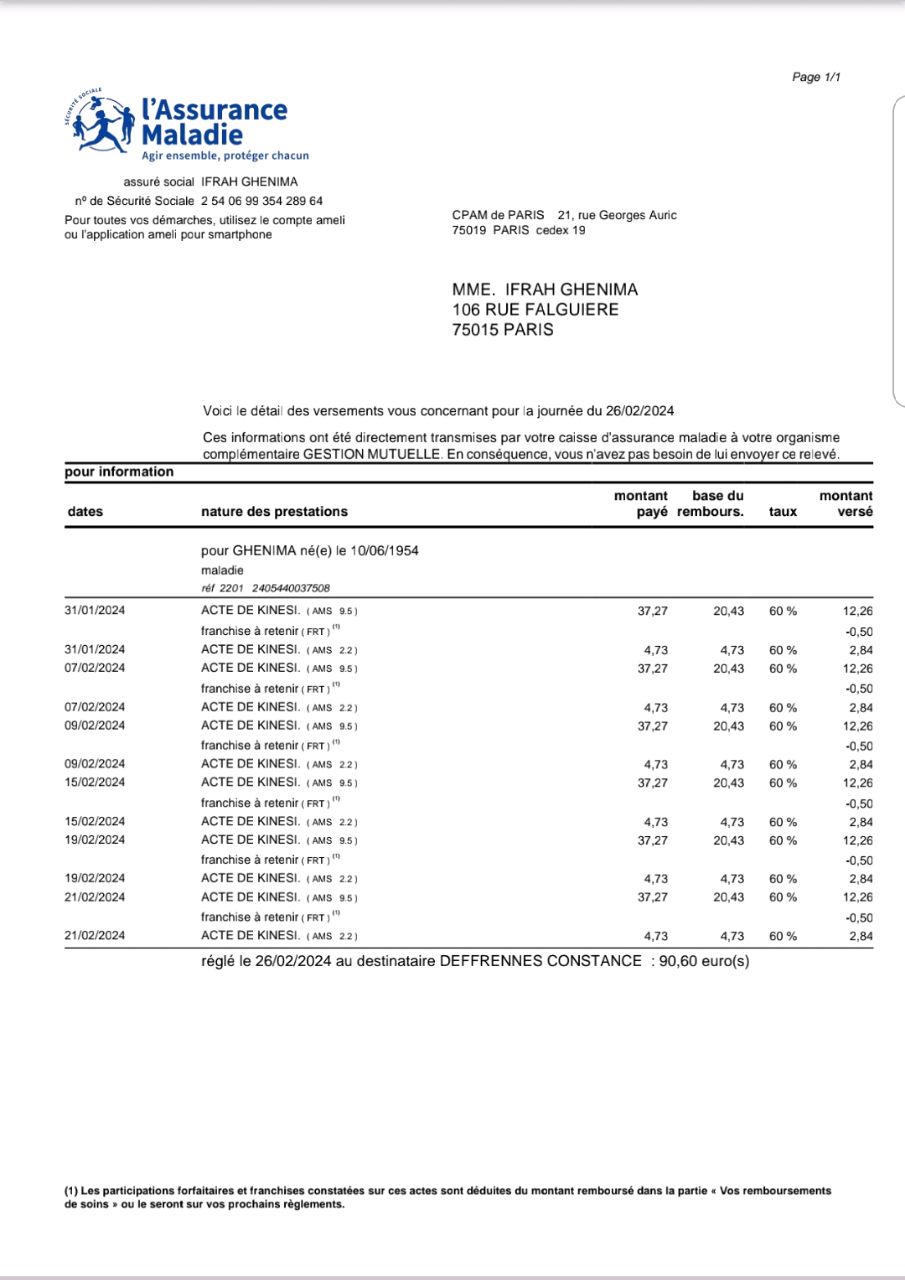 Page 1/1
SÉCURITÉ SOCIALE
l'Assurance
Maladie
Agir ensemble, protéger chacun
assuré social IFRAH GHENIMA
nº de Sécurité Sociale 2 54 06 99 354 289 64
Pour toutes vos démarches, utilisez le compte ameli
ou l'application ameli pour smartphone
CPAM de PARIS 21, rue Georges Auric
75019 PARIS cedex 19
MME. IFRAH GHENIMA
106 RUE FALGUIERE
75015 PARIS
Voici le détail des versements vous concernant pour la journée du 26/02/2024
Ces informations ont été directement transmises par votre caisse d'assurance maladie à votre organisme
complémentaire GESTION MUTUELLE. En conséquence, vous n'avez pas besoin de lui envoyer ce relevé.
pour information
dates nature des prestations montant payé base du rembours. taux montant versé
pour GHENIMA né(e) le 10/06/1954
maladie
réf 2201 2405440037508
31/01/2024 ACTE DE KINESI. ( AMS 9.5 ) 37,27 20,43 60 % 12,26
franchise à retenir ( FRT ) (1) -0,50
31/01/2024 ACTE DE KINESI. ( AMS 2.2 ) 4,73 4,73 60 % 2,84
07/02/2024 ACTE DE KINESI. ( AMS 9.5 ) 37,27 20,43 60 % 12,26
franchise à retenir ( FRT ) (1) -0,50
07/02/2024 ACTE DE KINESI. ( AMS 2.2 ) 4,73 4,73 60 % 2,84
09/02/2024 ACTE DE KINESI. ( AMS 9.5 ) 37,27 20,43 60 % 12,26
franchise à retenir ( FRT ) (1) -0,50
09/02/2024 ACTE DE KINESI. ( AMS 2.2 ) 4,73 4,73 60 % 2,84
15/02/2024 ACTE DE KINESI. ( AMS 9.5 ) 37,27 20,43 60 % 12,26
franchise à retenir ( FRT ) (1) -0,50
15/02/2024 ACTE DE KINESI. ( AMS 2.2 ) 4,73 4,73 60 % 2,84
19/02/2024 ACTE DE KINESI. ( AMS 9.5 ) 37,27 20,43 60 % 12,26
franchise à retenir ( FRT ) (1) -0,50
19/02/2024 ACTE DE KINESI. ( AMS 2.2 ) 4,73 4,73 60 % 2,84
21/02/2024 ACTE DE KINESI. ( AMS 9.5 ) 37,27 20,43 60 % 12,26
franchise à retenir ( FRT ) (1) -0,50
21/02/2024 ACTE DE KINESI. ( AMS 2.2 ) 4,73 4,73 60 % 2,84
réglé le 26/02/2024 au destinataire DEFFRENNES CONSTANCE : 90,60 euro(s)
(1) Les participations forfaitaires et franchises constatées sur ces actes sont déduites du montant remboursé dans la partie « Vos remboursements
de soins » ou le seront sur vos prochains règlements.